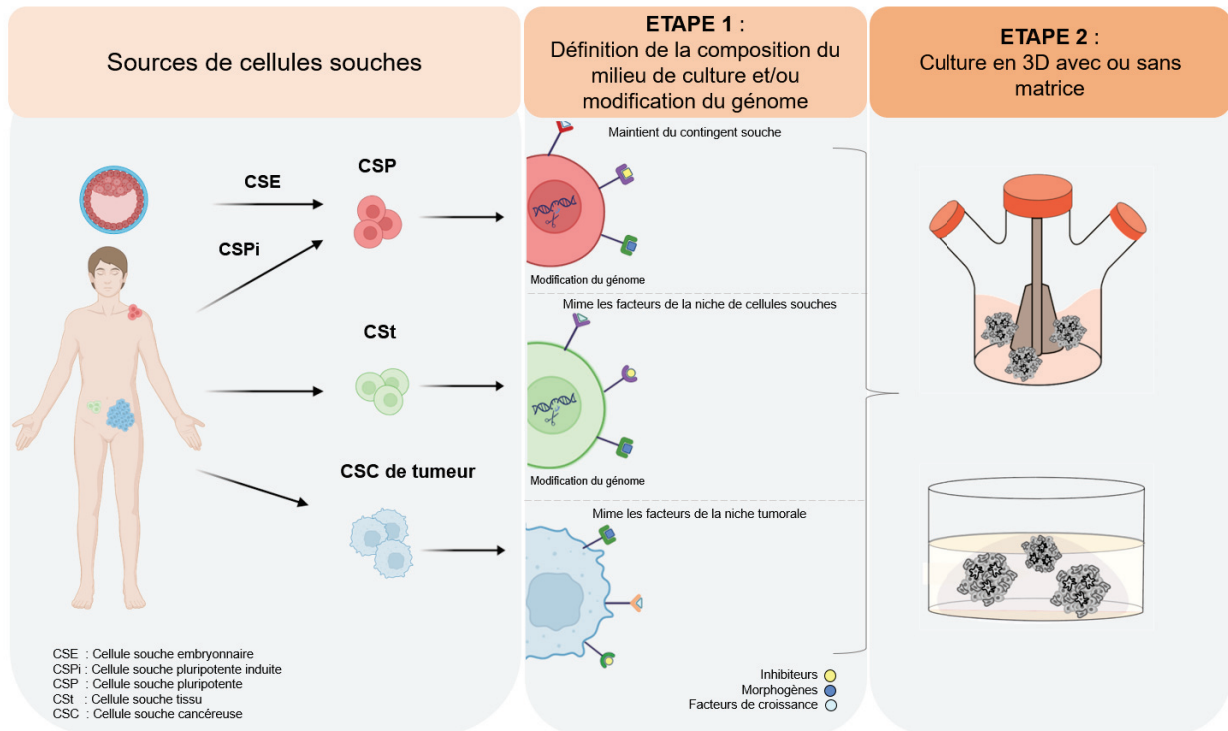 Sources de cellules souches
ETAPE 1 :
Définition de la composition du
milieu de culture et/ou
modification du génome
ETAPE 2 :
Culture en 3D avec ou sans
matrice
CSE
CSPi
CSP
CSt
CSC de tumeur
CSE : Cellule souche embryonnaire
CSPi : Cellule souche pluripotente induite
CSP : Cellule souche pluripotente
CSt : Cellule souche tissu
CSC : Cellule souche cancéreuse
Maintient du contingent souche
Modification du génome
Mime les facteurs de la niche de cellules souches
Modification du génome
Mime les facteurs de la niche tumorale
Inhibiteurs
Morphogènes
Facteurs de croissance